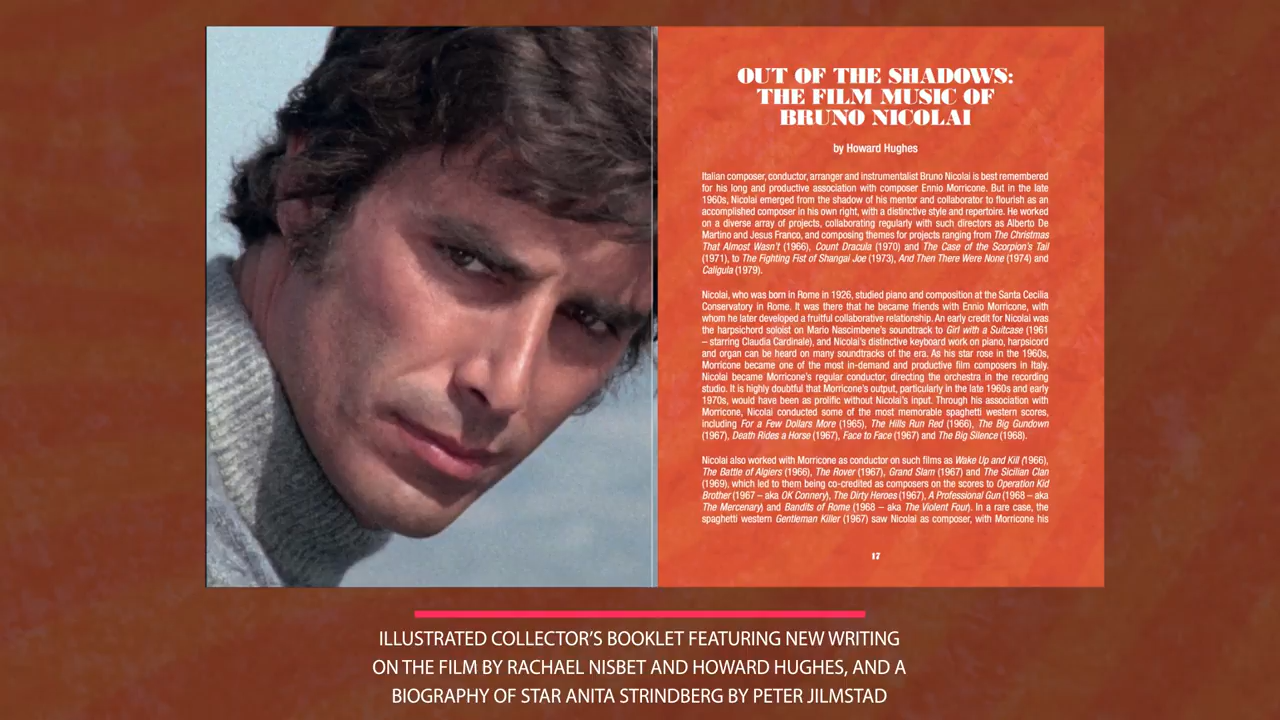 OUT OF THE SHADOWS:
THE FILM MUSIC OF
BRUNO NICOLAI
by Howard Hughes
Italian composer, conductor, arranger and instrumentalist Bruno Nicolai is best remembered
for his long and productive association with composer Ennio Morricone. But in the late
1960s, Nicolai emerged from the shadow of his mentor and collaborator to flourish as an
accomplished composer in his own right, with a distinctive style and repertoire. He worked
on a diverse array of projects, collaborating regularly with such directors as Alberto De
Martino and Jesus Franco, and composing themes for projects ranging from The Christmas
That Almost Wasn't (1966), Count Dracula (1970) and The Case of the Scorpion's Tail
(1971), to The Fighting Fist of Shangai Joe (1973), And Then There Were None (1974) and
Caligula (1979).
Nicolai, who was born in Rome in 1926, studied piano and composition at the Santa Cecilia
Conservatory in Rome. It was there that he became friends with Ennio Morricone, with
whom he later developed a fruitful collaborative relationship. An early credit for Nicolai was
the harpsichord soloist on Mario Nascimbene's soundtrack to Girl with a Suitcase (1961
– starring Claudia Cardinale), and Nicolai's distinctive keyboard work on piano, harpsicord
and organ can be heard on many soundtracks of the era. As his star rose in the 1960s,
Morricone became one of the most in-demand and productive film composers in Italy.
Nicolai became Morricone's regular conductor, directing the orchestra in the recording
studio. It is highly doubtful that Morricone's output, particularly in the late 1960s and early
1970s, would have been as prolific without Nicolai's input. Through his association with
Morricone, Nicolai conducted some of the most memorable spaghetti western scores,
including For a Few Dollars More (1965), The Hills Run Red (1966), The Big Gundown
(1967), Death Rides a Horse (1967), Face to Face (1967) and The Big Silence (1968).
Nicolai also worked with Morricone as conductor on such films as Wake Up and Kill (1966),
The Battle of Algiers (1966), The Rover (1967), Grand Slam (1967) and The Sicilian Clan
(1969), which led to them being co-credited as composers on the scores to Operation Kid
Brother (1967 – aka OK Connery), The Dirty Heroes (1967), A Professional Gun (1968 – aka
The Mercenary) and Bandits of Rome (1968 – aka The Violent Four). In a rare case, the
spaghetti western Gentleman Killer (1967) saw Nicolai as composer, with Morricone his
17
ILLUSTRATED COLLECTOR'S BOOKLET FEATURING NEW WRITING
ON THE FILM BY RACHAEL NISBET AND HOWARD HUGHES, AND A
BIOGRAPHY OF STAR ANITA STRINDBERG BY PETER JILMSTAD